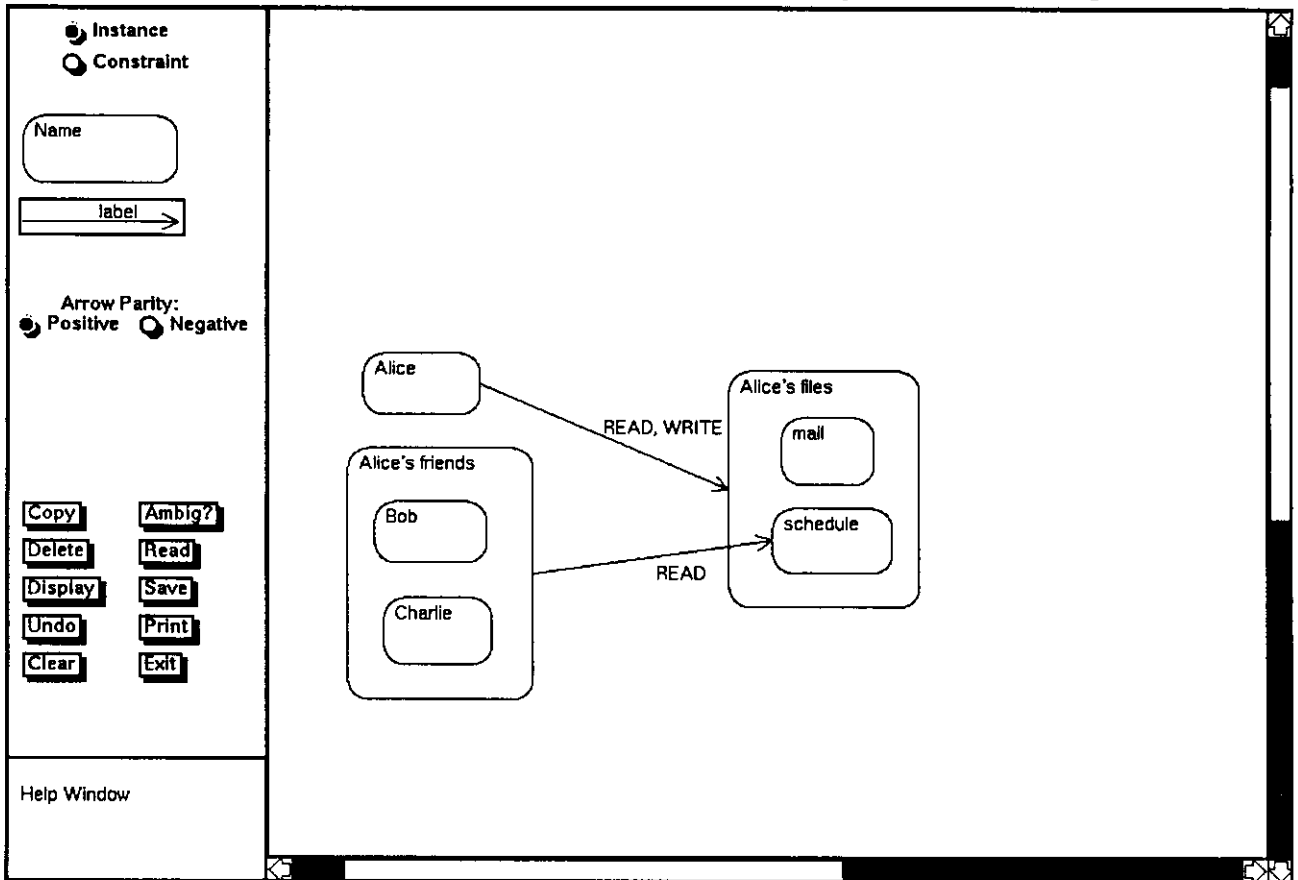 Instance
Constraint
Name
label
Arrow Parity:
Positive Negative
Copy Ambig?
Delete Read
Display Save
Undo Print
Clear Exit
Help Window
Alice
READ, WRITE
Alice's files
mail
schedule
Alice's friends
Bob
Charlie
READ